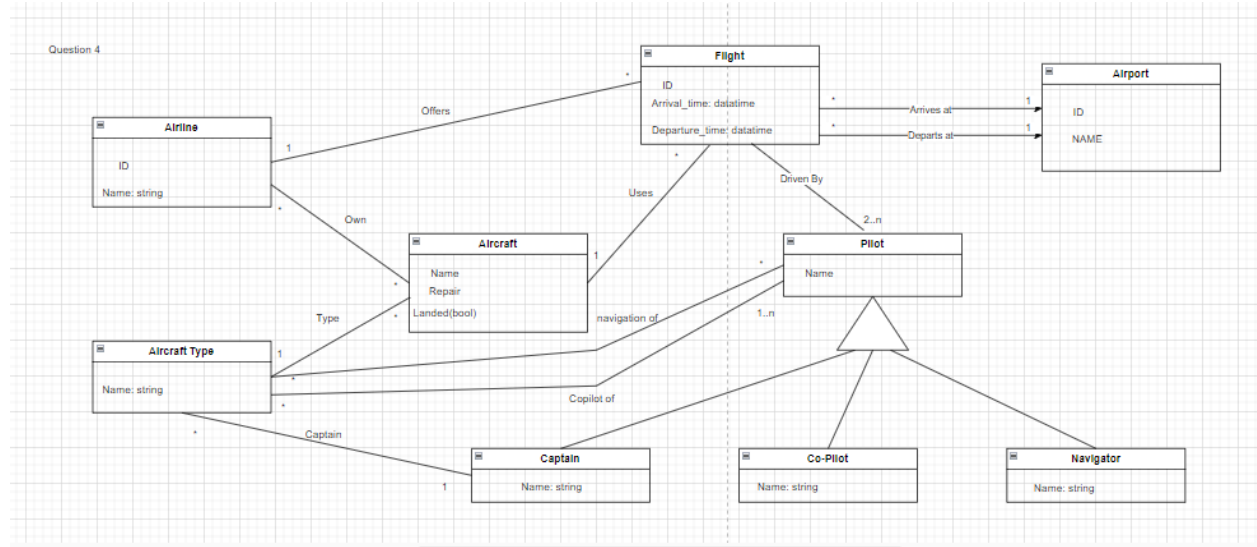 Question 4
Flight
ID
Arrival_time: datatime
Departure_time: datatime
Airport
ID
NAME
*
Arrives at
1
*
Departs at
1
*
Offers
1
Airline
ID
Name: string
*
Own
*
*
Uses
1
Driven By
2..n
Aircraft
Name
Repair
Landed(bool)
Pilot
Name
Type
*
1
*
navigation of
*
1..n
Copilot of
*
Aircraft Type
Name: string
*
Captain
1
Captain
Name: string
Co-Pilot
Name: string
Navigator
Name: string